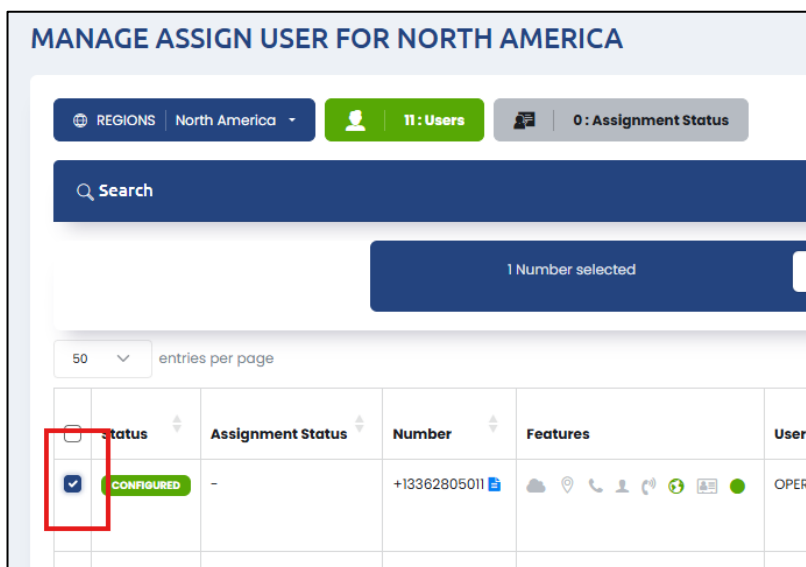 MANAGE ASSIGN USER FOR NORTH AMERICA
REGIONS North America 11 : Users 0 : Assignment Status
Search
1 Number selected
50 entries per page
Status Assignment Status Number Features User
CONFIGURED - +13362805011 OPER